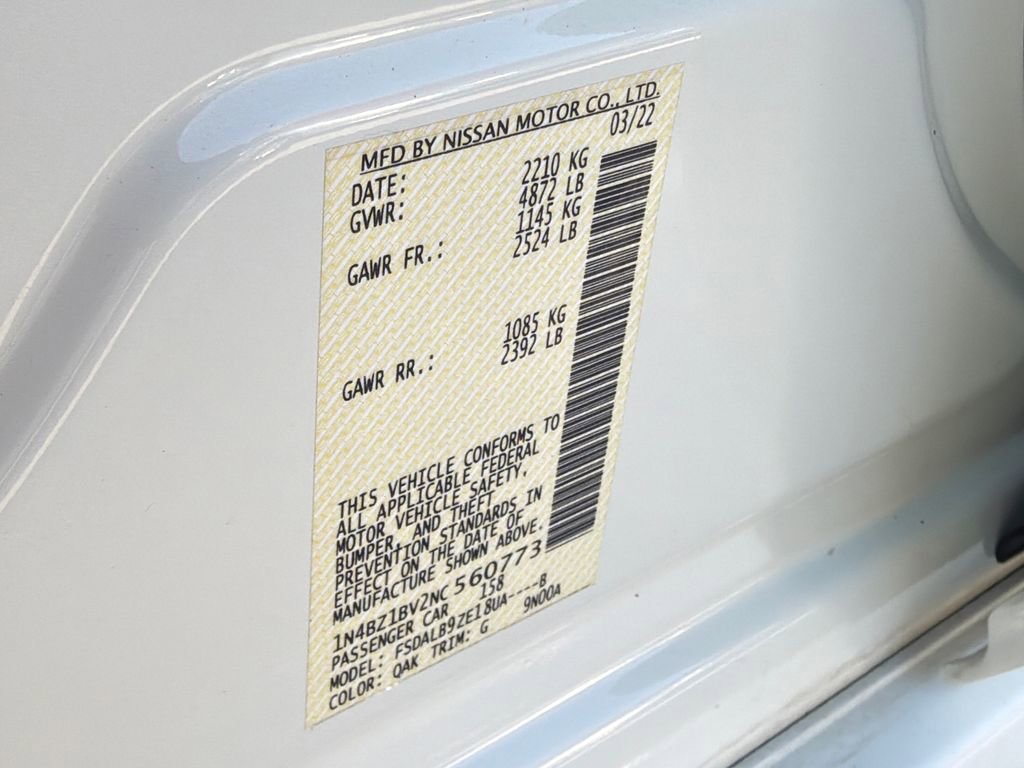 MFD BY NISSAN MOTOR CO., LTD.
DATE: 03/22
GVWR: 2210 KG
4872 LB
GAWR FR.: 1145 KG
2524 LB
GAWR RR.: 1085 KG
2392 LB
THIS VEHICLE CONFORMS TO
ALL APPLICABLE FEDERAL
MOTOR VEHICLE SAFETY,
BUMPER, AND THEFT
PREVENTION STANDARDS IN
EFFECT ON THE DATE OF
MANUFACTURE SHOWN ABOVE.
1N4BZ1BV2NC560773
PASSENGER CAR 158
MODEL: FSDALB9ZE18UA----B
COLOR: QAK TRIM: G 9N00A